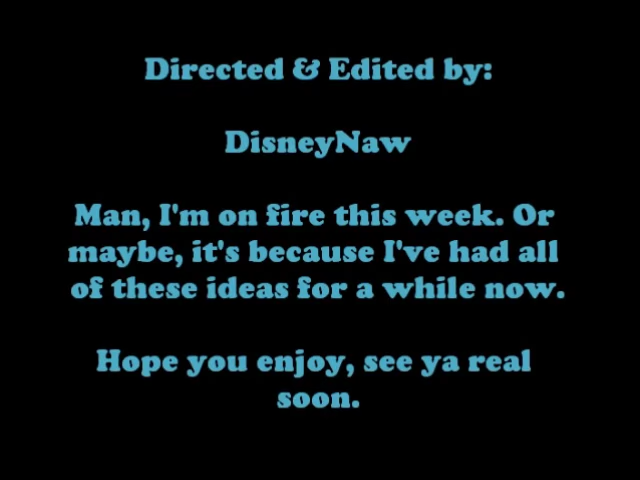 Directed & Edited by:
DisneyNaw
Man, I'm on fire this week. Or
maybe, it's because I've had all
of these ideas for a while now.
Hope you enjoy, see ya real
soon.